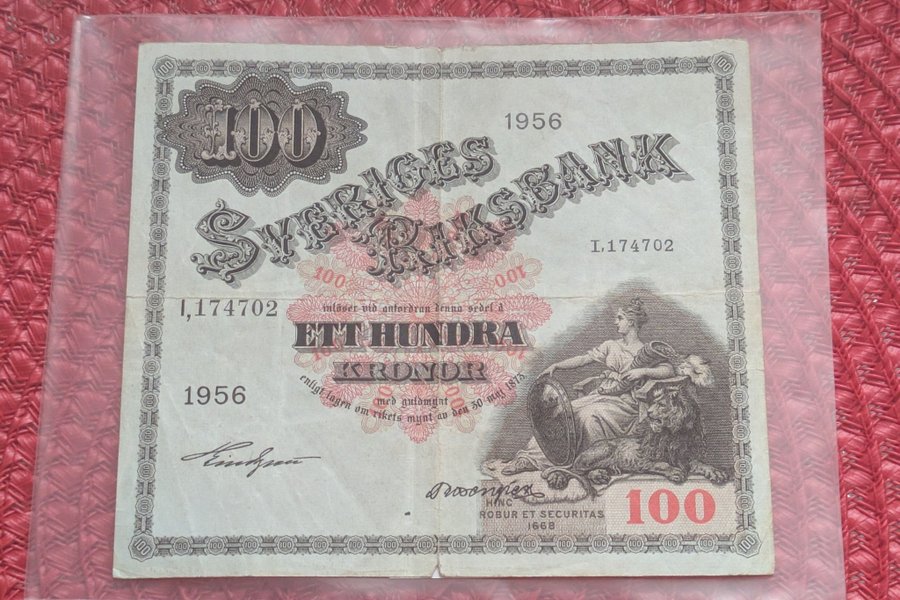 100
1956
SVERIGES
RIKSBANK
I,174702
100 100
I,174702
inlöser vid anfordran denna sedel å
ETT HUNDRA
KRONOR
enligt lagen om rikets mynt av den 30 maj 1873
med guldmynt
1956
HINC
ROBUR ET SECURITAS
1668
100